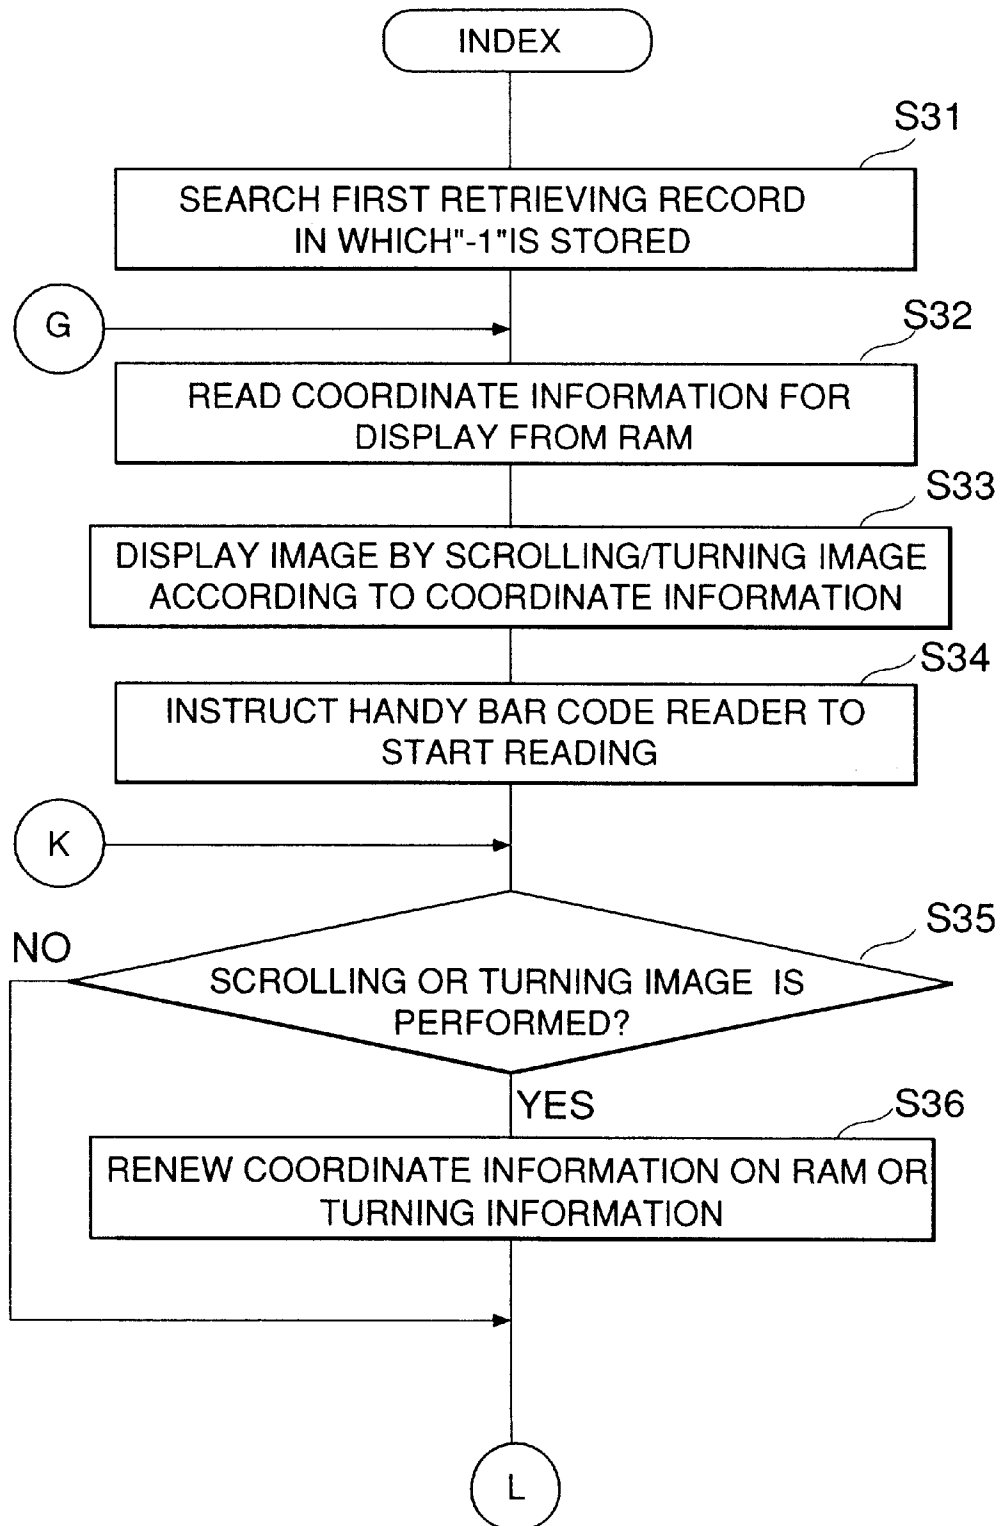 INDEX
S31
SEARCH FIRST RETRIEVING RECORD
IN WHICH"-1"IS STORED
G
S32
READ COORDINATE INFORMATION FOR
DISPLAY FROM RAM
S33
DISPLAY IMAGE BY SCROLLING/TURNING IMAGE
ACCORDING TO COORDINATE INFORMATION
S34
INSTRUCT HANDY BAR CODE READER TO
START READING
K
S35
NO
SCROLLING OR TURNING IMAGE IS
PERFORMED?
YES
S36
RENEW COORDINATE INFORMATION ON RAM OR
TURNING INFORMATION
L